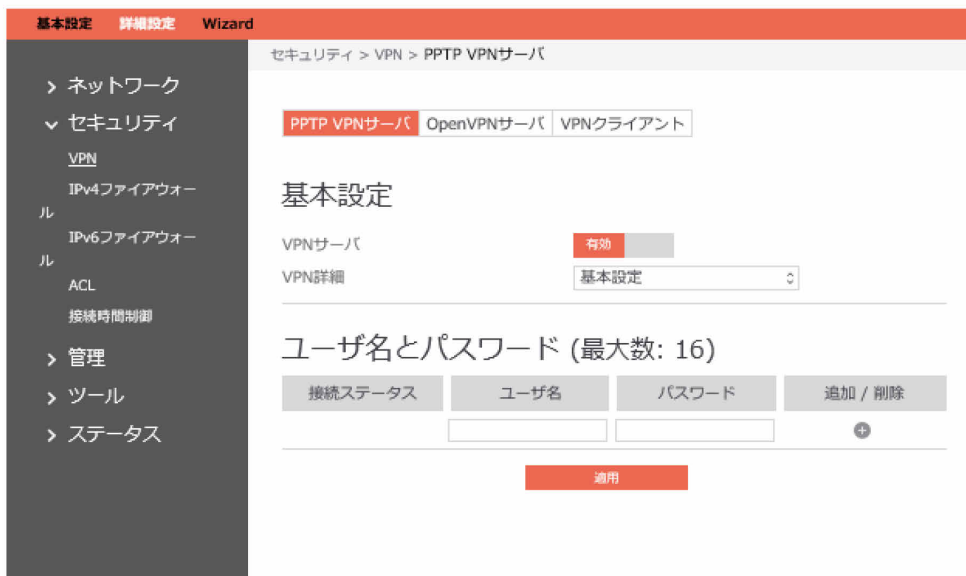 基本設定 詳細設定 Wizard
セキュリティ > VPN > PPTP VPNサーバ
ネットワーク
セキュリティ
VPN
IPv4ファイアウォー
ル
IPv6ファイアウォー
ル
ACL
接続時間制御
管理
ツール
ステータス
PPTP VPNサーバ OpenVPNサーバ VPNクライアント
基本設定
VPNサーバ 有効
VPN詳細 基本設定
ユーザ名とパスワード (最大数: 16)
接続ステータス ユーザ名 パスワード 追加 / 削除
適用